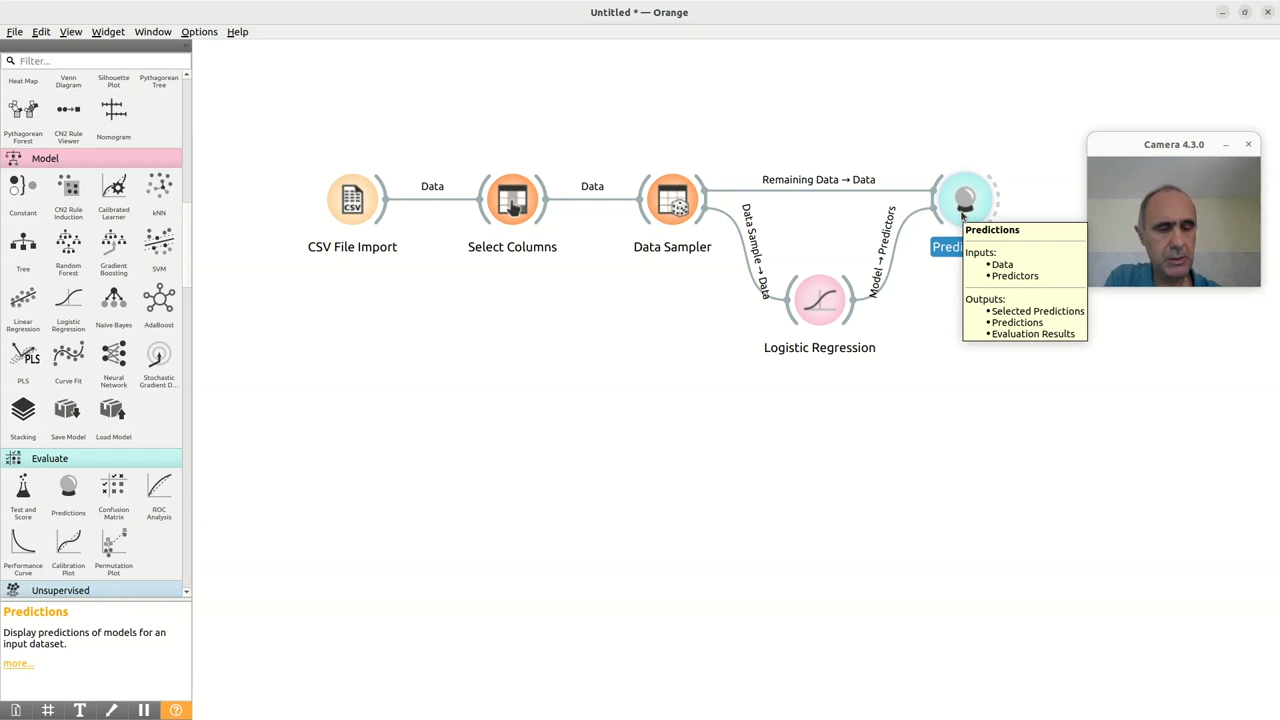 Untitled * — Orange
File Edit View Widget Window Options Help
Filter...
Heat Map
Venn Diagram
Silhouette Plot
Pythagorean Tree
Pythagorean Forest
CN2 Rule Viewer
Nomogram
Model
Constant
CN2 Rule Induction
Calibrated Learner
kNN
Tree
Random Forest
Gradient Boosting
SVM
Linear Regression
Logistic Regression
Naive Bayes
AdaBoost
PLS
PLS
Curve Fit
Neural Network
Stochastic Gradient D...
Stacking
Save Model
Load Model
Evaluate
Test and Score
Predictions
Confusion Matrix
ROC Analysis
Performance Curve
Calibration Plot
Permutation Plot
Unsupervised
Predictions
Display predictions of models for an
input dataset.
more...
CSV
CSV File Import
Data
Select Columns
Data
Data Sampler
Remaining Data → Data
Data Sample → Data
Model → Predictors
Logistic Regression
Predi
Predictions
Inputs:
• Data
• Predictors
Outputs:
• Selected Predictions
• Predictions
• Evaluation Results
Camera 4.3.0